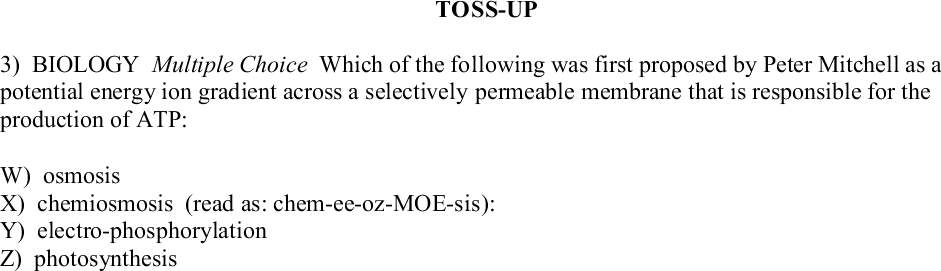 TOSS-UP
3) BIOLOGY Multiple Choice Which of the following was first proposed by Peter Mitchell as a
potential energy ion gradient across a selectively permeable membrane that is responsible for the
production of ATP:
W) osmosis
X) chemiosmosis (read as: chem-ee-oz-MOE-sis):
Y) electro-phosphorylation
Z) photosynthesis